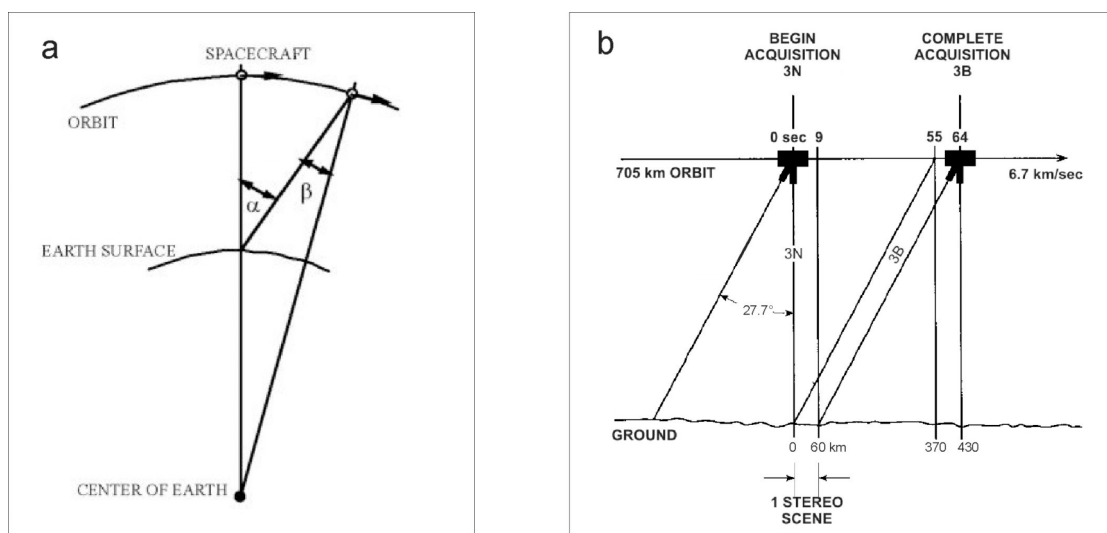 a
SPACECRAFT
ORBIT
α
β
EARTH SURFACE
CENTER OF EARTH
b
BEGIN
ACQUISITION
3N
COMPLETE
ACQUISITION
3B
0 sec 9
55 64
705 km ORBIT
6.7 km/sec
3N
3B
27.7°
GROUND
0 60 km
370 430
1 STEREO
SCENE